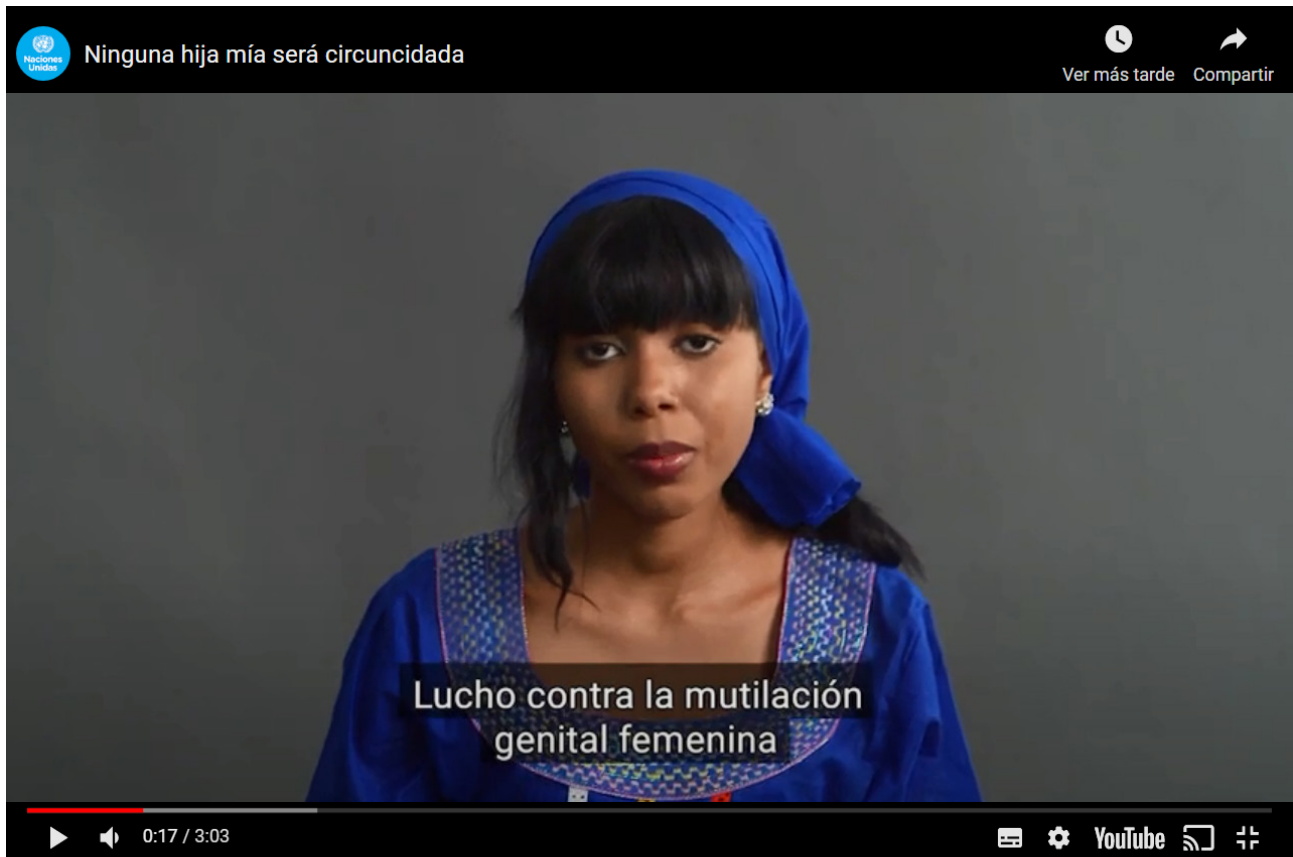 Naciones
Unidas
Ninguna hija mía será circuncidada
Ver más tarde
Compartir
Lucho contra la mutilación
genital femenina
0:17 / 3:03
YouTube